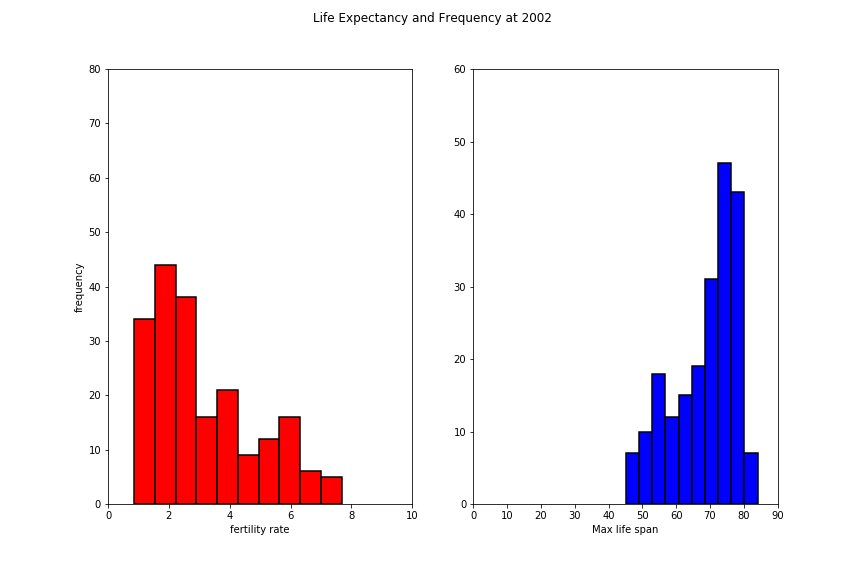 Life Expectancy and Frequency at 2002
80
70
60
50
40
30
20
10
0
frequency
0 2 4 6 8 10
fertility rate
60
50
40
30
20
10
0
0 10 20 30 40 50 60 70 80 90
Max life span